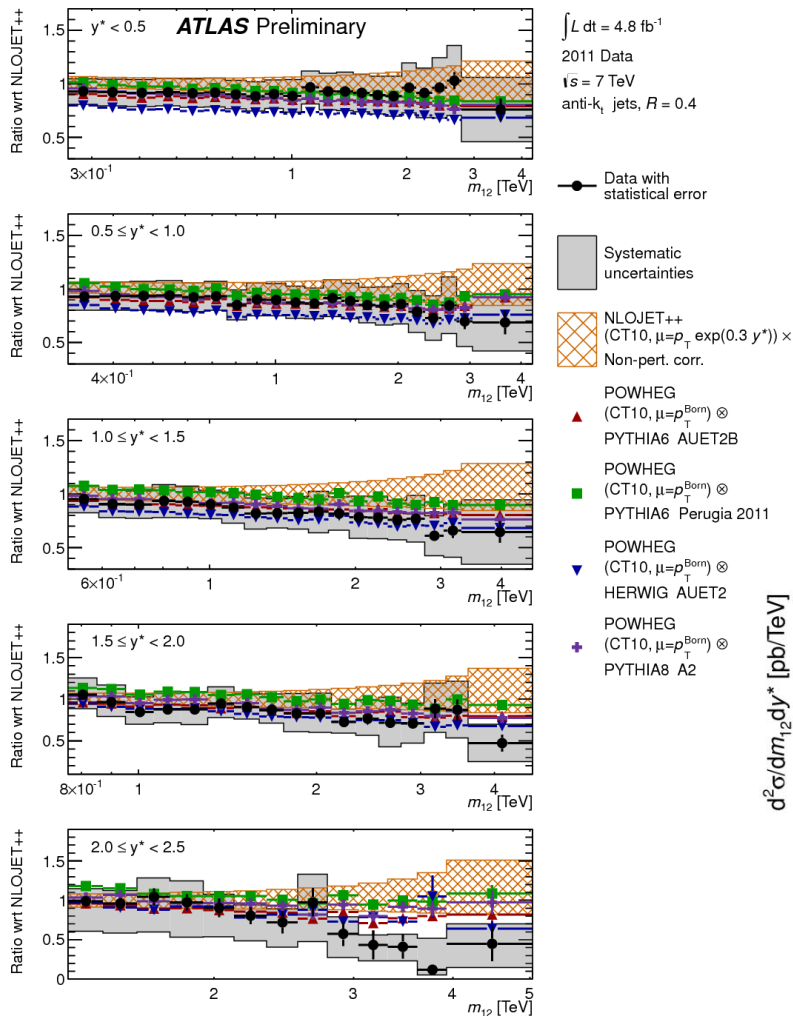 y* < 0.5 ATLAS Preliminary
Ratio wrt NLOJET++
1.5
1
0.5
3×10⁻¹ 1 2 3 4
m₁₂ [TeV]
0.5 ≤ y* < 1.0
Ratio wrt NLOJET++
1.5
1
0.5
4×10⁻¹ 1 2 3 4
m₁₂ [TeV]
1.0 ≤ y* < 1.5
Ratio wrt NLOJET++
1.5
1
0.5
6×10⁻¹ 1 2 3 4
m₁₂ [TeV]
1.5 ≤ y* < 2.0
Ratio wrt NLOJET++
1.5
1
0.5
8×10⁻¹ 1 2 3 4
m₁₂ [TeV]
2.0 ≤ y* < 2.5
Ratio wrt NLOJET++
1.5
1
0.5
0
2 3 4 5
m₁₂ [TeV]
∫L dt = 4.8 fb⁻¹
2011 Data
√s = 7 TeV
anti-kₜ jets, R = 0.4
Data with
statistical error
Systematic
uncertainties
NLOJET++
(CT10, μ=p_T exp(0.3 y*)) ×
Non-pert. corr.
POWHEG
(CT10, μ=p_T^Born) ⊗
PYTHIA6 AUET2B
POWHEG
(CT10, μ=p_T^Born) ⊗
PYTHIA6 Perugia 2011
POWHEG
(CT10, μ=p_T^Born) ⊗
HERWIG AUET2
POWHEG
(CT10, μ=p_T^Born) ⊗
PYTHIA8 A2
d²σ/dm₁₂dy* [pb/TeV]